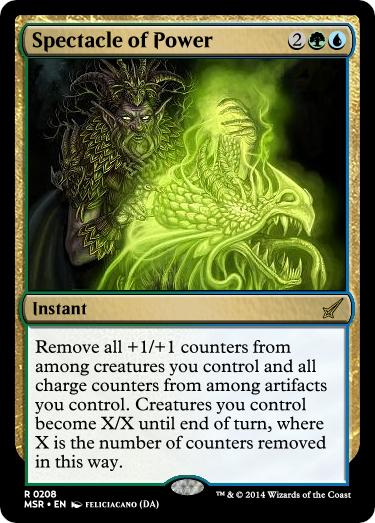 Spectacle of Power 2
Instant
Remove all +1/+1 counters from
among creatures you control and all
charge counters from among artifacts
you control. Creatures you control
become X/X until end of turn, where
X is the number of counters removed
in this way.
R 0208
MSR • EN FELICIACANO (DA)
™ & © 2014 Wizards of the Coast